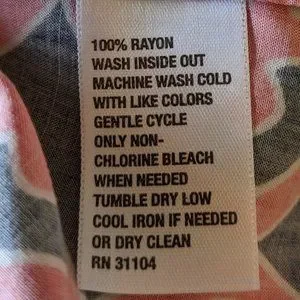 100% RAYON
WASH INSIDE OUT
MACHINE WASH COLD
WITH LIKE COLORS
GENTLE CYCLE
ONLY NON-
CHLORINE BLEACH
WHEN NEEDED
TUMBLE DRY LOW
COOL IRON IF NEEDED
OR DRY CLEAN
RN 31104